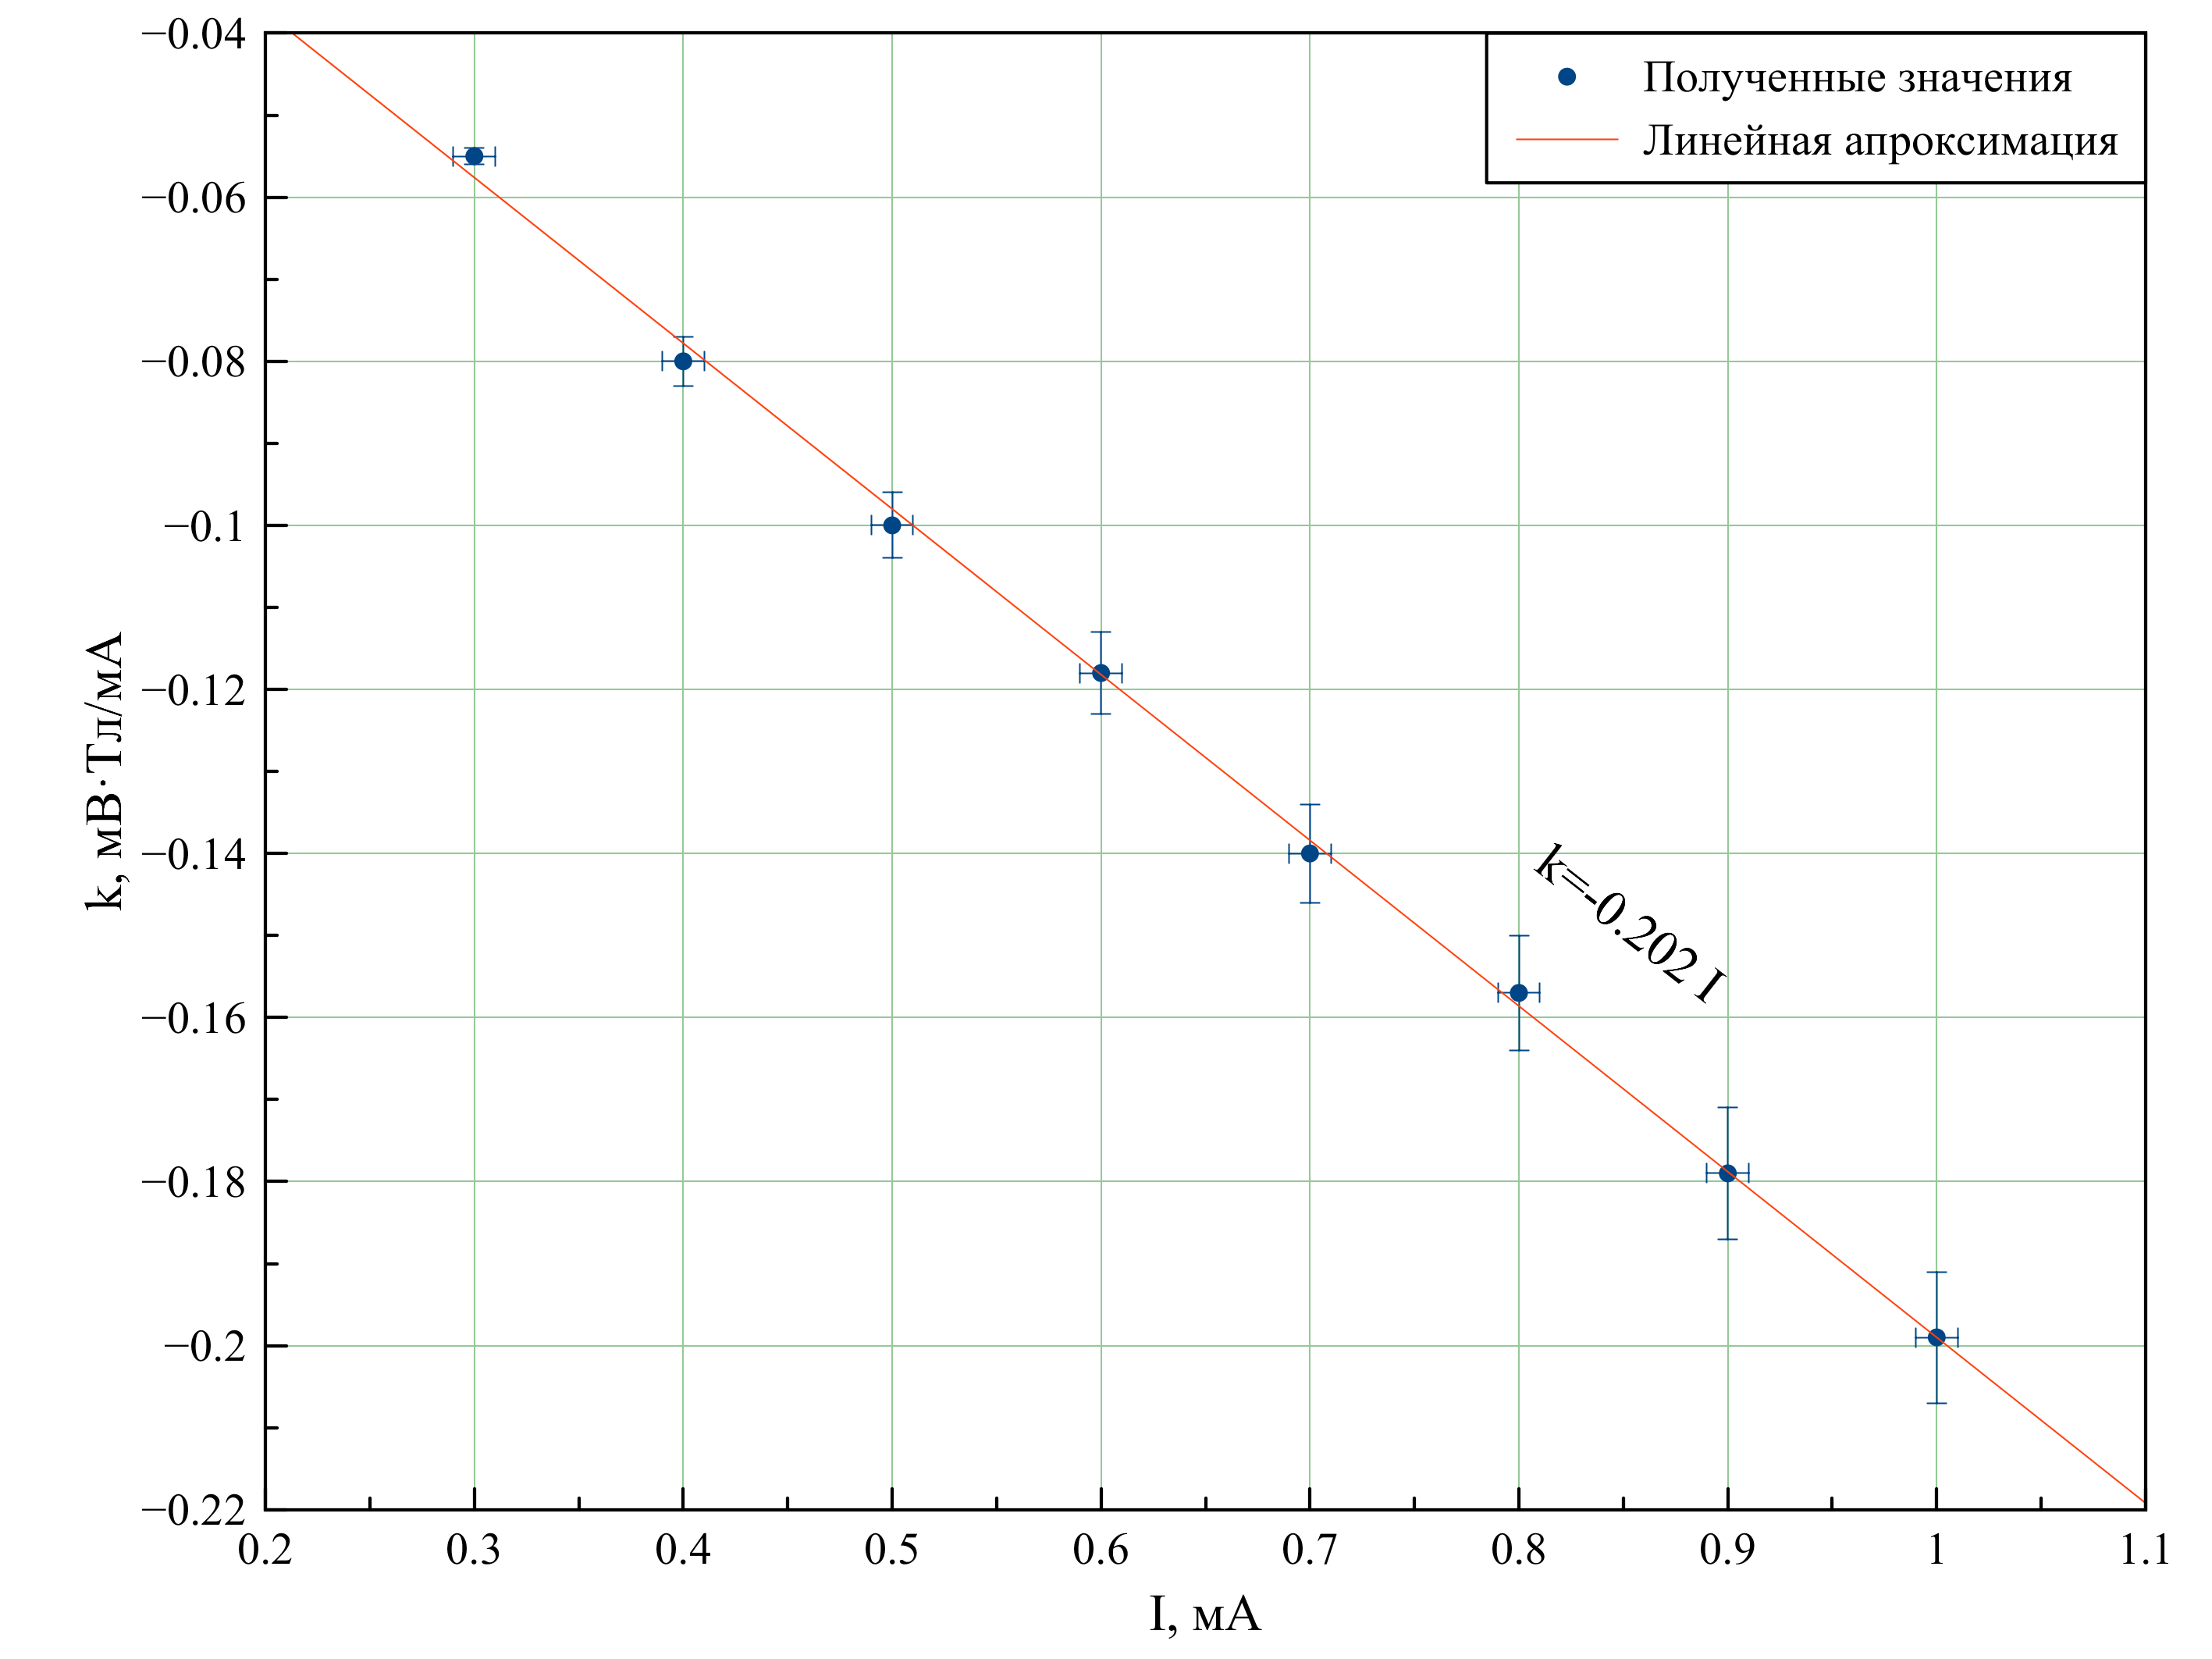 Полученные значения
Линейная апроксимация
−0.04
−0.06
−0.08
−0.1
−0.12
−0.14
−0.16
−0.18
−0.2
−0.22
k, мВ·Тл/мА
k=-0.202 I
0.2 0.3 0.4 0.5 0.6 0.7 0.8 0.9 1 1.1
I, мА